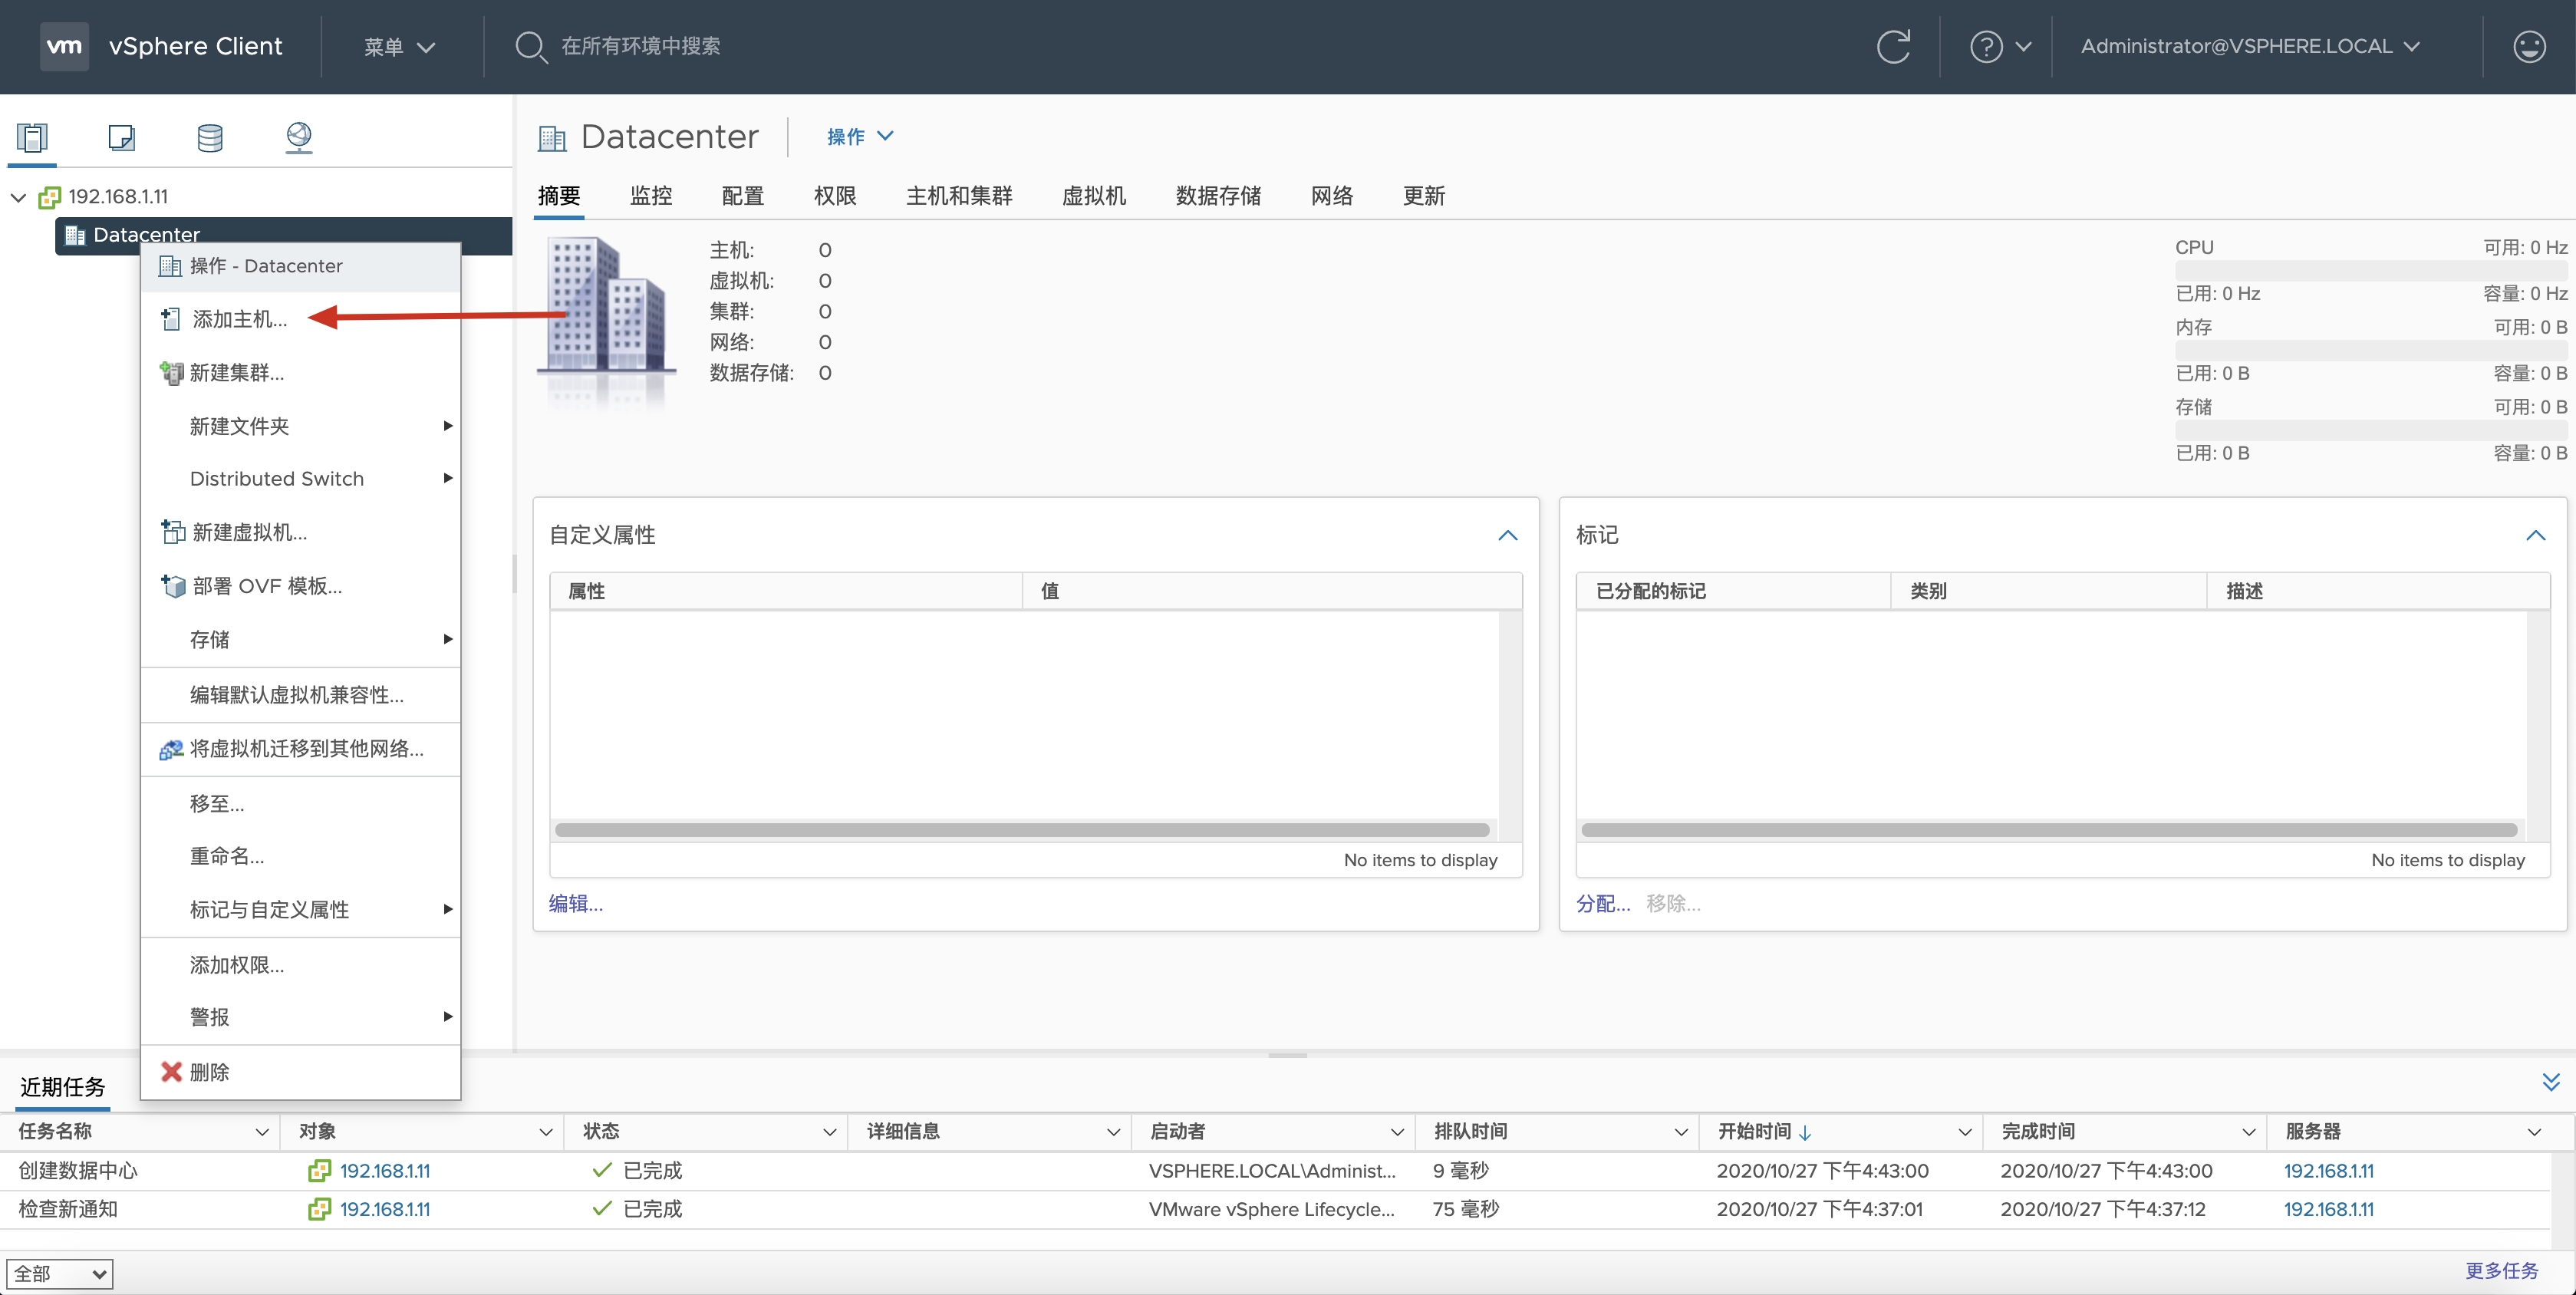 vm vSphere Client 菜单 在所有环境中搜索 Administrator@VSPHERE.LOCAL
192.168.1.11
Datacenter
操作 - Datacenter
添加主机...
新建集群...
新建文件夹
Distributed Switch
新建虚拟机...
部署 OVF 模板...
存储
编辑默认虚拟机兼容性...
将虚拟机迁移到其他网络...
移至...
重命名...
标记与自定义属性
添加权限...
警报
删除
Datacenter 操作
摘要 监控 配置 权限 主机和集群 虚拟机 数据存储 网络 更新
主机: 0
虚拟机: 0
集群: 0
网络: 0
数据存储: 0
CPU 可用: 0 Hz
已用: 0 Hz 容量: 0 Hz
内存 可用: 0 B
已用: 0 B 容量: 0 B
存储 可用: 0 B
已用: 0 B 容量: 0 B
自定义属性
属性 值
No items to display
编辑...
标记
已分配的标记 类别 描述
No items to display
分配... 移除...
近期任务
任务名称 对象 状态 详细信息 启动者 排队时间 开始时间 完成时间 服务器
创建数据中心 192.168.1.11 已完成 VSPHERE.LOCAL\Administ... 9 毫秒 2020/10/27 下午4:43:00 2020/10/27 下午4:43:00 192.168.1.11
检查新通知 192.168.1.11 已完成 VMware vSphere Lifecycle... 75 毫秒 2020/10/27 下午4:37:01 2020/10/27 下午4:37:12 192.168.1.11
全部 更多任务